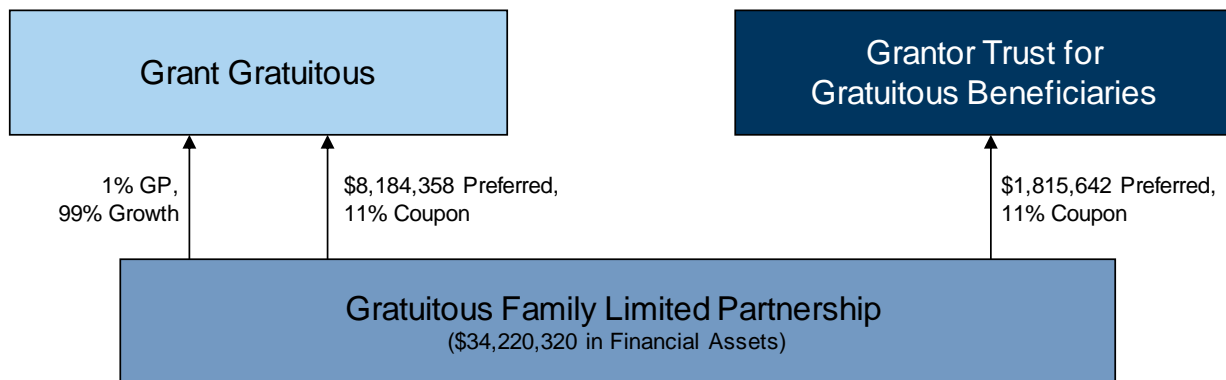 Grant Gratuitous
Grantor Trust for
Gratuitous Beneficiaries
1% GP,
99% Growth
$8,184,358 Preferred,
11% Coupon
$1,815,642 Preferred,
11% Coupon
Gratuitous Family Limited Partnership
($34,220,320 in Financial Assets)